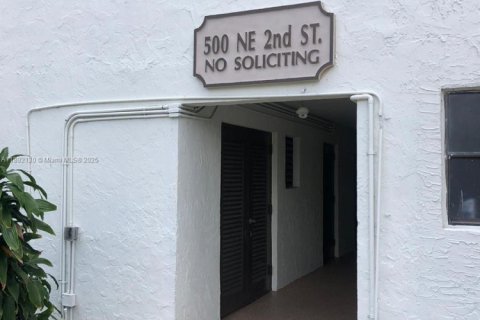 500 NE 2nd ST.
NO SOLICITING